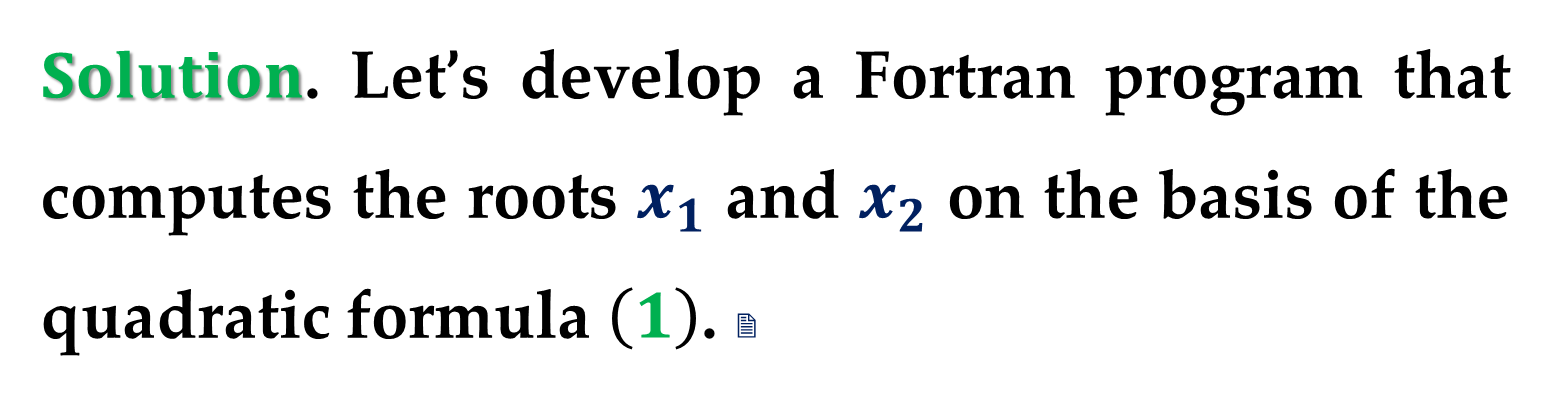 Solution. Let’s develop a Fortran program that
computes the roots x₁ and x₂ on the basis of the
quadratic formula (1).